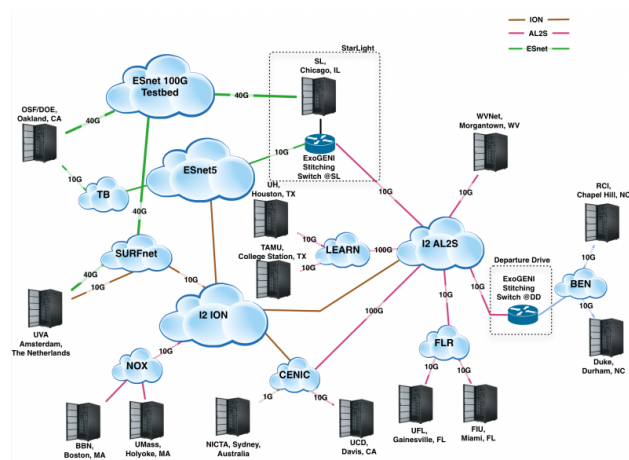 ION
AL2S
ESnet
StarLight
SL,
Chicago, IL
ESnet 100G
Testbed
40G
OSF/DOE,
Oakland, CA
40G
WVNet,
Morgantown, WV
10G
ExoGENI
Stitching
Switch @SL
10G
ESnet5
10G
TB
10G
10G
RCI,
Chapel Hill, NC
UH,
Houston, TX
40G
10G
LEARN
100G
I2 AL2S
TAMU,
College Station, TX
10G
SURFnet
Departure Drive
ExoGENI
Stitching
Switch @DD
10G
10G
BEN
40G
10G
10G
10G
10G
I2 ION
100G
UVA
Amsterdam,
The Netherlands
10G
FLR
Duke,
Durham, NC
10G
NOX
CENIC
10G
10G
1G
10G
BBN,
Boston, MA
UMass,
Holyoke, MA
NICTA, Sydney,
Australia
UCD,
Davis, CA
UFL,
Gainesville, FL
FIU,
Miami, FL